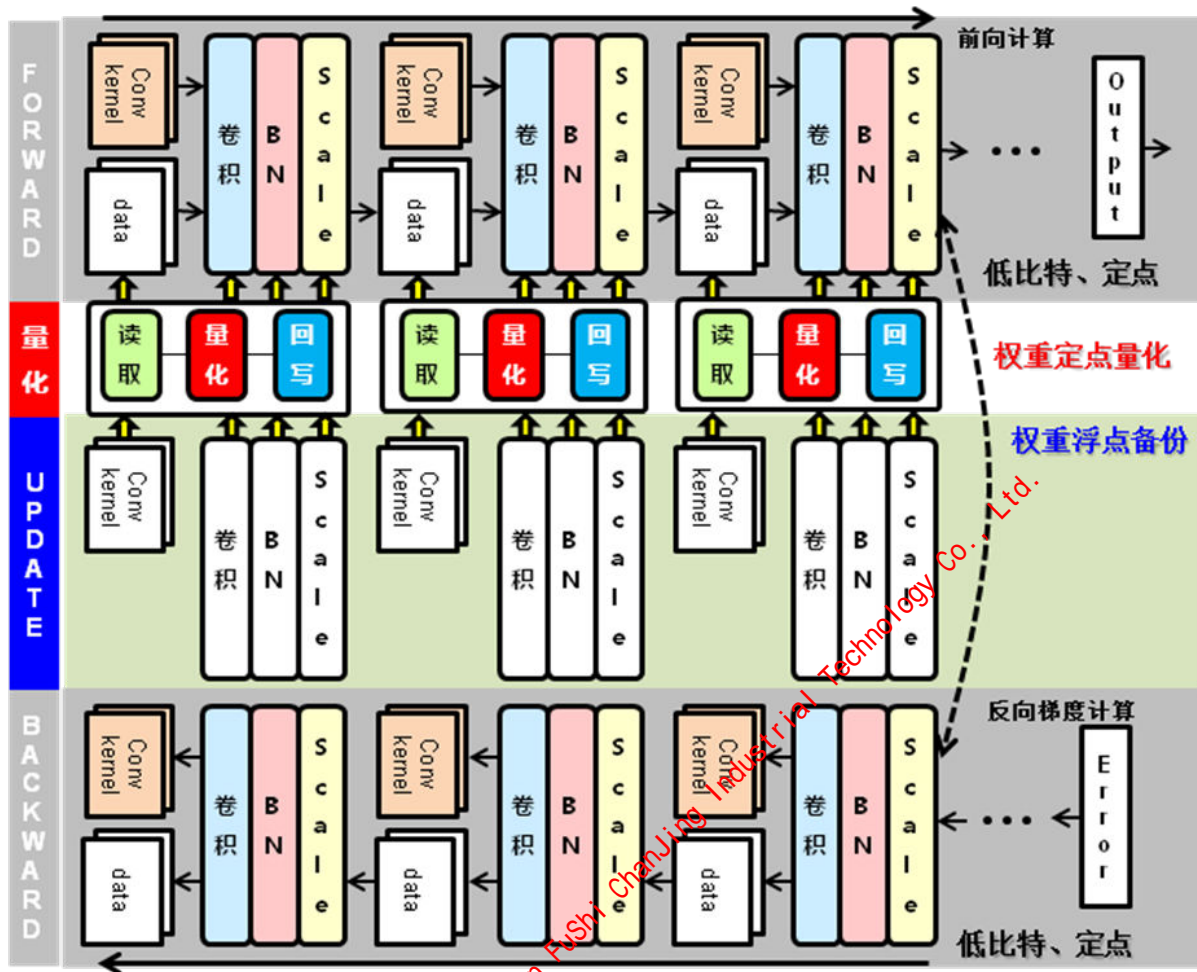 FORWARD
前向计算
Conv kernel
data
卷积
BN
Scale
Conv kernel
data
卷积
BN
Scale
Conv kernel
data
卷积
BN
Scale
Output
低比特、定点
量化
读取
量化
回写
读取
量化
回写
读取
量化
回写
权重定点量化
UPDATE
权重浮点备份
Conv kernel
卷积
BN
Scale
Conv kernel
卷积
BN
Scale
Conv kernel
卷积
BN
Scale
BACKWARD
反向梯度计算
Conv kernel
data
卷积
BN
Scale
Conv kernel
data
卷积
BN
Scale
Conv kernel
data
卷积
BN
Scale
Error
低比特、定点
FuShi ChanJing Industrial Technology Co., Ltd.